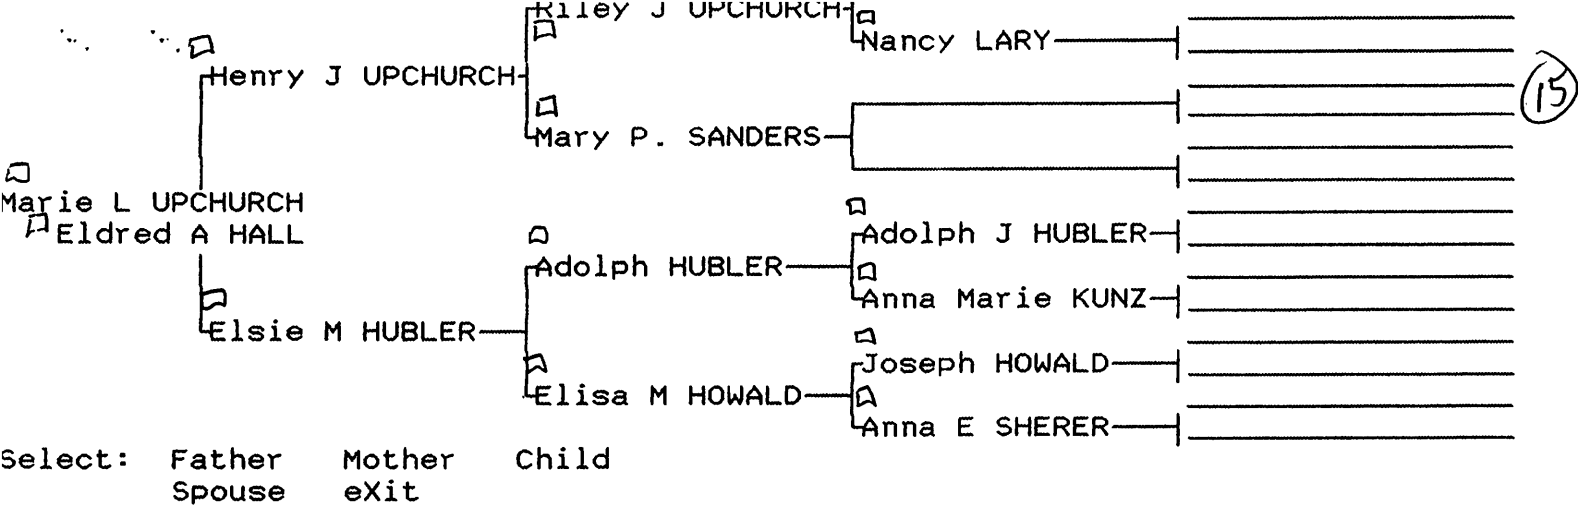 Riley J UPCHURCH
Nancy LARY
Henry J UPCHURCH
15
Mary P. SANDERS
Marie L UPCHURCH
Eldred A HALL
Adolph J HUBLER
Adolph HUBLER
Anna Marie KUNZ
Elsie M HUBLER
Joseph HOWALD
Elisa M HOWALD
Anna E SHERER
Select: Father Mother Child
Spouse eXit